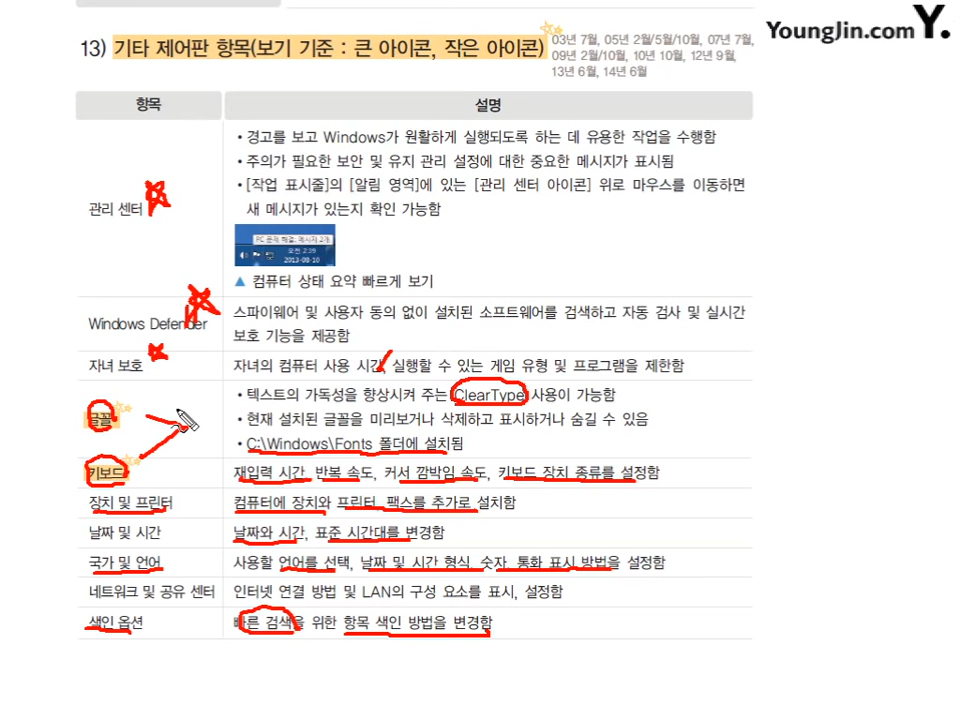 YoungJin.com Y.
13) 기타 제어판 항목(보기 기준 : 큰 아이콘, 작은 아이콘)
03년 7월, 05년 2월/5월/10월, 07년 7월,
09년 2월/10월, 10년 10월, 12년 9월,
13년 6월, 14년 6월
항목 설명
관리 센터
• 경고를 보고 Windows가 원활하게 실행되도록 하는 데 유용한 작업을 수행함
• 주의가 필요한 보안 및 유지 관리 설정에 대한 중요한 메시지가 표시됨
• [작업 표시줄]의 [알림 영역]에 있는 [관리 센터 아이콘] 위로 마우스를 이동하면
새 메시지가 있는지 확인 가능함
PC 문제 해결: 메시지 2개
오전 2:39
2013-08-10
▲ 컴퓨터 상태 요약 빠르게 보기
Windows Defender
스파이웨어 및 사용자 동의 없이 설치된 소프트웨어를 검색하고 자동 검사 및 실시간
보호 기능을 제공함
자녀 보호 자녀의 컴퓨터 사용 시간, 실행할 수 있는 게임 유형 및 프로그램을 제한함
글꼴
• 텍스트의 가독성을 향상시켜 주는 ClearType 사용이 가능함
• 현재 설치된 글꼴을 미리보거나 삭제하고 표시하거나 숨길 수 있음
• C:\Windows\Fonts 폴더에 설치됨
키보드 재입력 시간, 반복 속도, 커서 깜박임 속도, 키보드 장치 종류를 설정함
장치 및 프린터 컴퓨터에 장치와 프린터, 팩스를 추가로 설치함
날짜 및 시간 날짜와 시간, 표준 시간대를 변경함
국가 및 언어 사용할 언어를 선택, 날짜 및 시간 형식, 숫자, 통화 표시 방법을 설정함
네트워크 및 공유 센터 인터넷 연결 방법 및 LAN의 구성 요소를 표시, 설정함
색인 옵션 빠른 검색을 위한 항목 색인 방법을 변경함